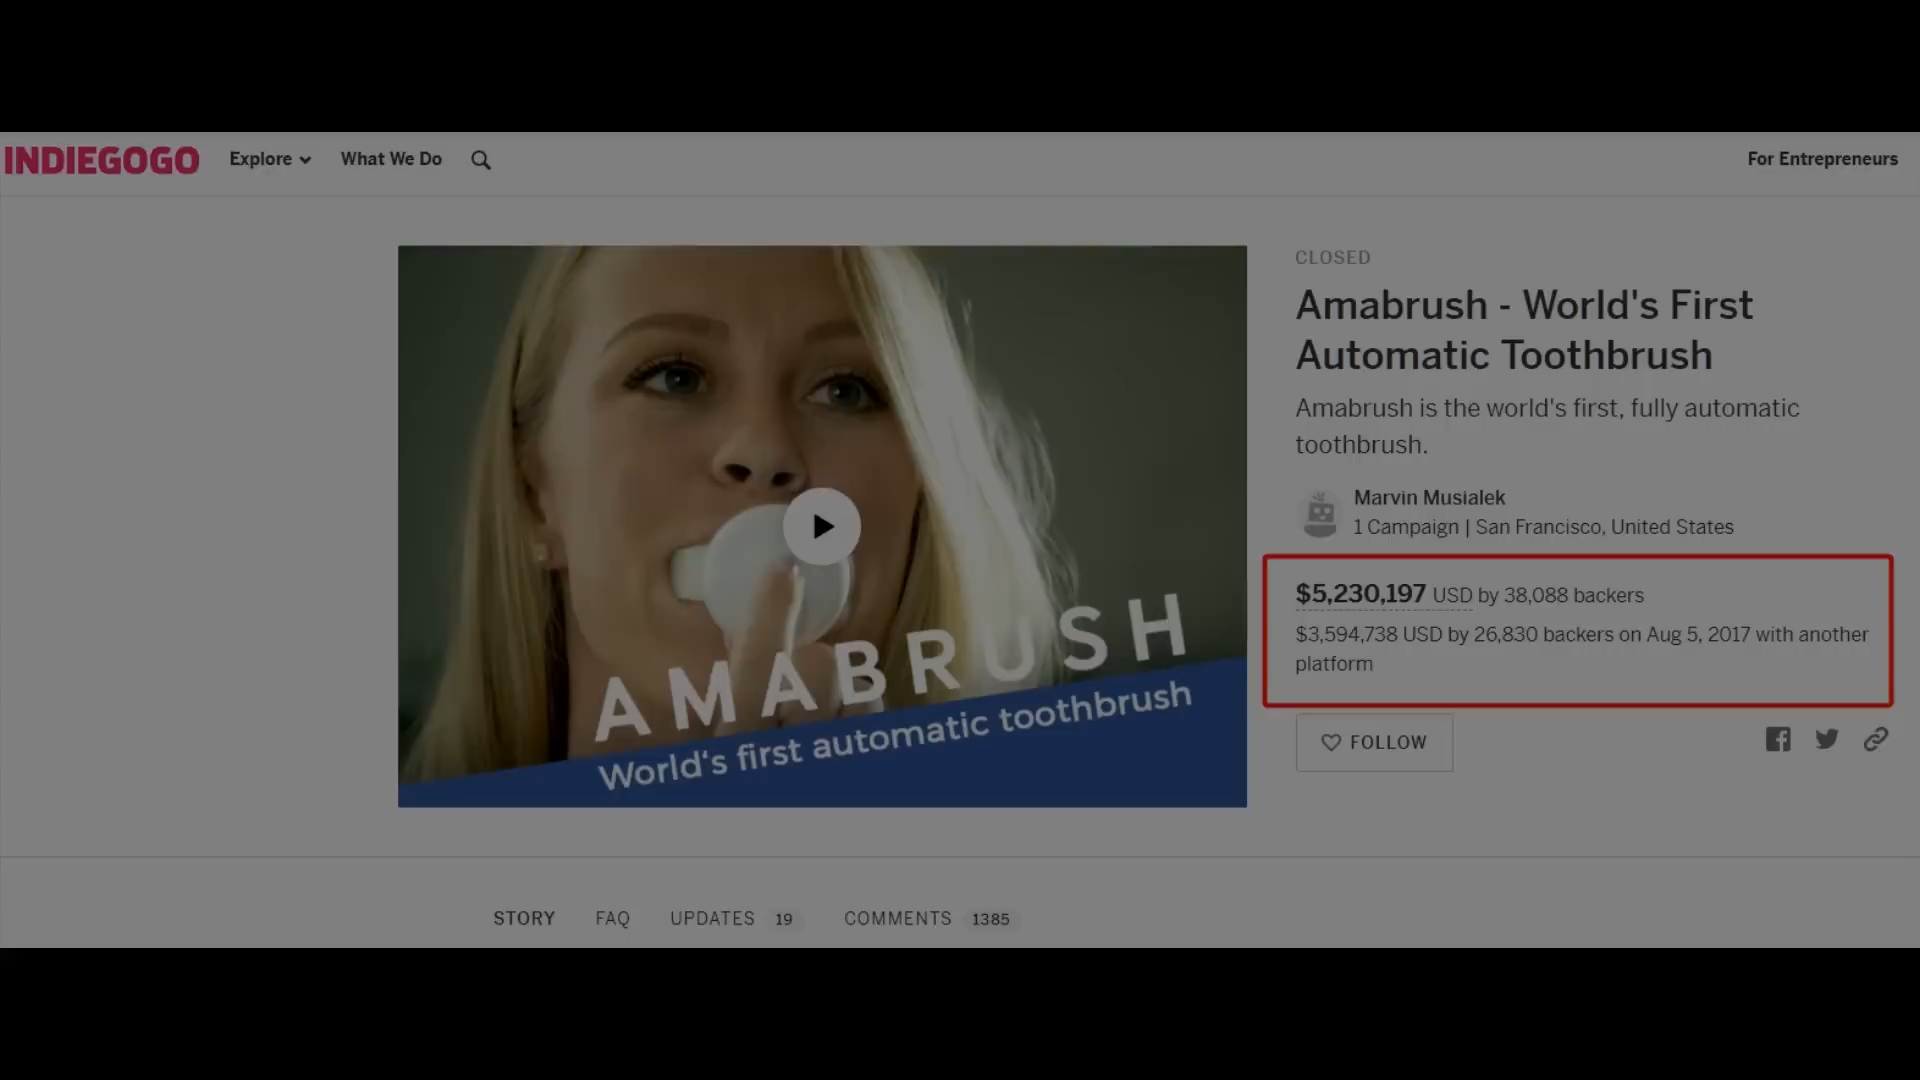 INDIEGOGO Explore What We Do For Entrepreneurs
CLOSED
Amabrush - World's First
Automatic Toothbrush
Amabrush is the world's first, fully automatic
toothbrush.
Marvin Musialek
1 Campaign | San Francisco, United States
$5,230,197 USD by 38,088 backers
$3,594,738 USD by 26,830 backers on Aug 5, 2017 with another
platform
FOLLOW
AMABRUSH
World's first automatic toothbrush
STORY FAQ UPDATES 19 COMMENTS 1385